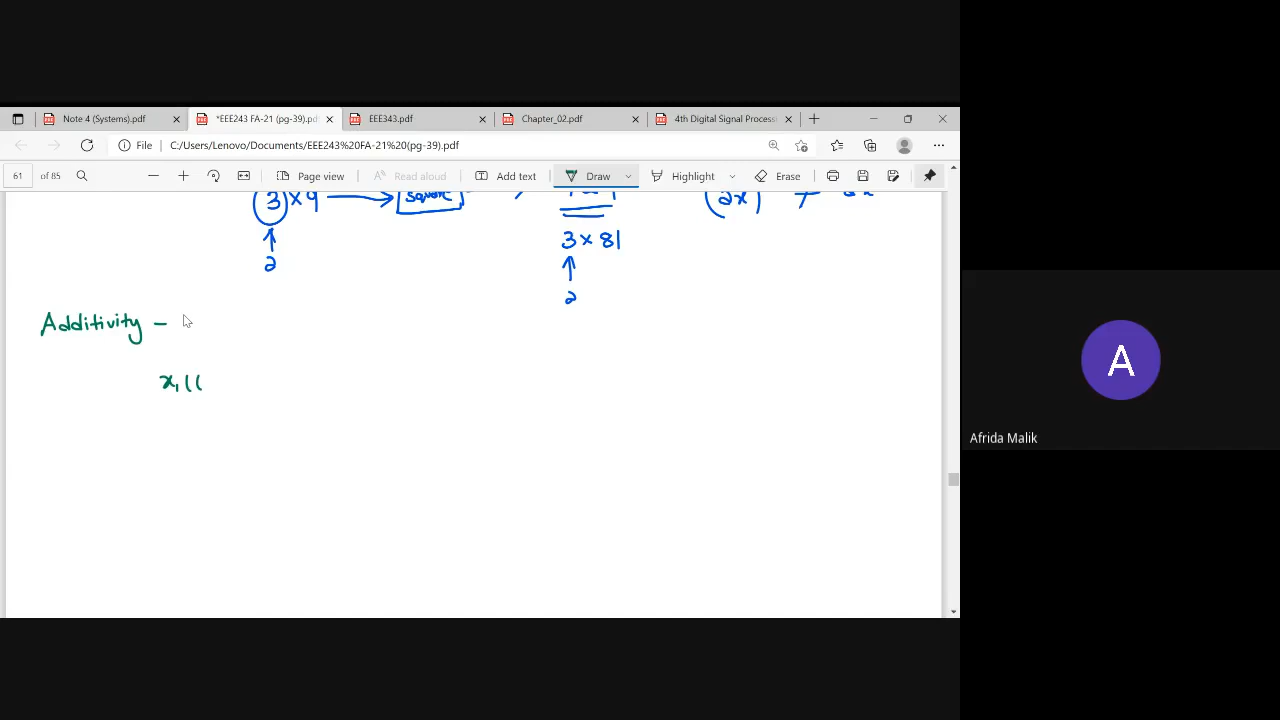 Note 4 (Systems).pdf *EEE243 FA-21 (pg-39).pdf EEE343.pdf Chapter_02.pdf 4th Digital Signal Processi
File C:/Users/Lenovo/Documents/EEE243%20FA-21%20(pg-39).pdf
61 of 85 Page view Read aloud Add text Draw Highlight Erase
3 × 9 square (2x) ≠
3 × 81
2
2
Additivity –
x₁((
A
Afrida Malik